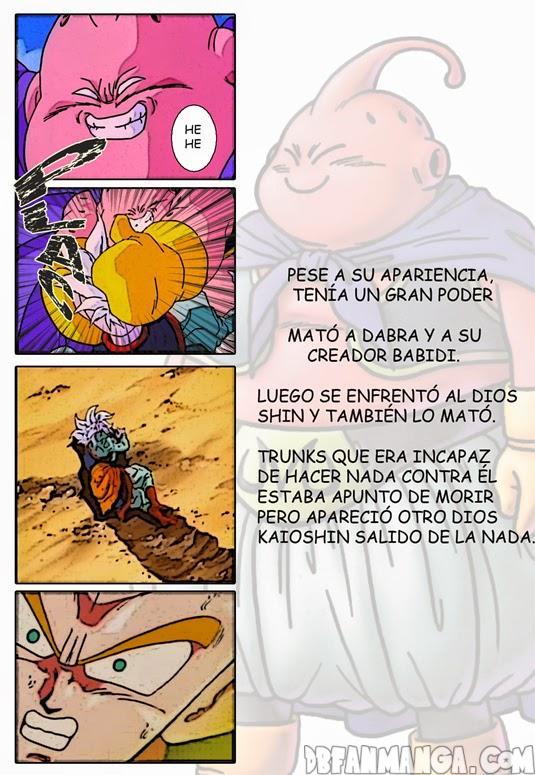 HE
HE
PESE A SU APARIENCIA,
TENÍA UN GRAN PODER
MATÓ A DABRA Y A SU
CREADOR BABIDI.
LUEGO SE ENFRENTÓ AL DIOS
SHIN Y TAMBIÉN LO MATÓ.
TRUNKS QUE ERA INCAPAZ
DE HACER NADA CONTRA ÉL
ESTABA APUNTO DE MORIR
PERO APARECIÓ OTRO DIOS
KAIOSHIN SALIDO DE LA NADA.
DBFANMANGA.COM